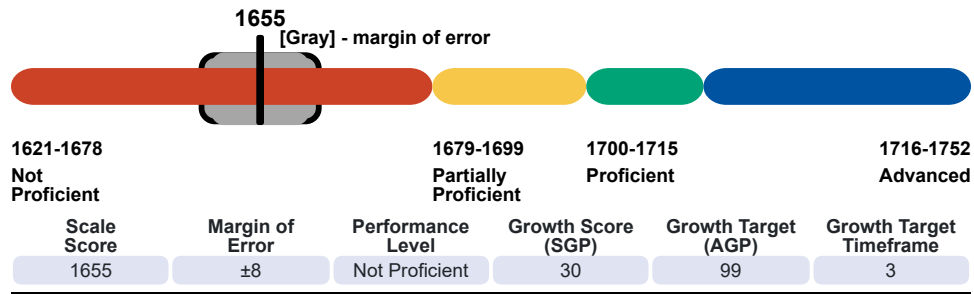 1655
[Gray] - margin of error
1621-1678
Not
Proficient
1679-1699
Partially
Proficient
1700-1715
Proficient
1716-1752
Advanced
Scale
Score
Margin of
Error
Performance
Level
Growth Score
(SGP)
Growth Target
(AGP)
Growth Target
Timeframe
1655 ±8 Not Proficient 30 99 3